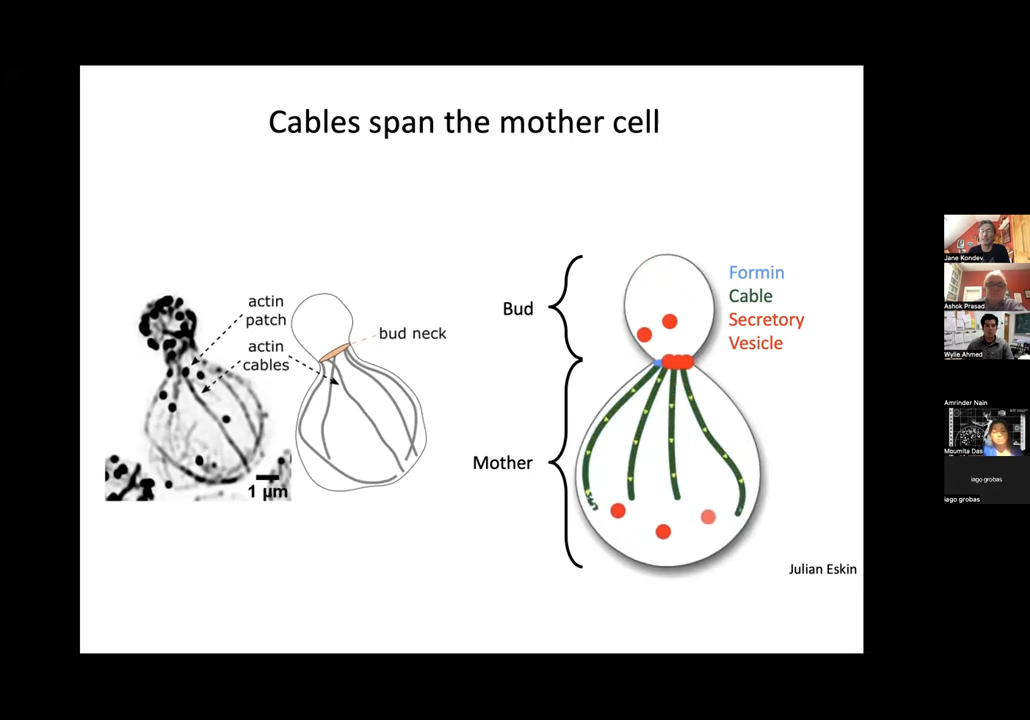 Cables span the mother cell
actin
patch
actin
cables
bud neck
1 μm
Bud
Mother
Formin
Cable
Secretory
Vesicle
Julian Eskin
Jane Kondev
Ashok Prasad
Wylie Ahmed
Amrinder Nain
Moumita Das
iago grobas
iago grobas